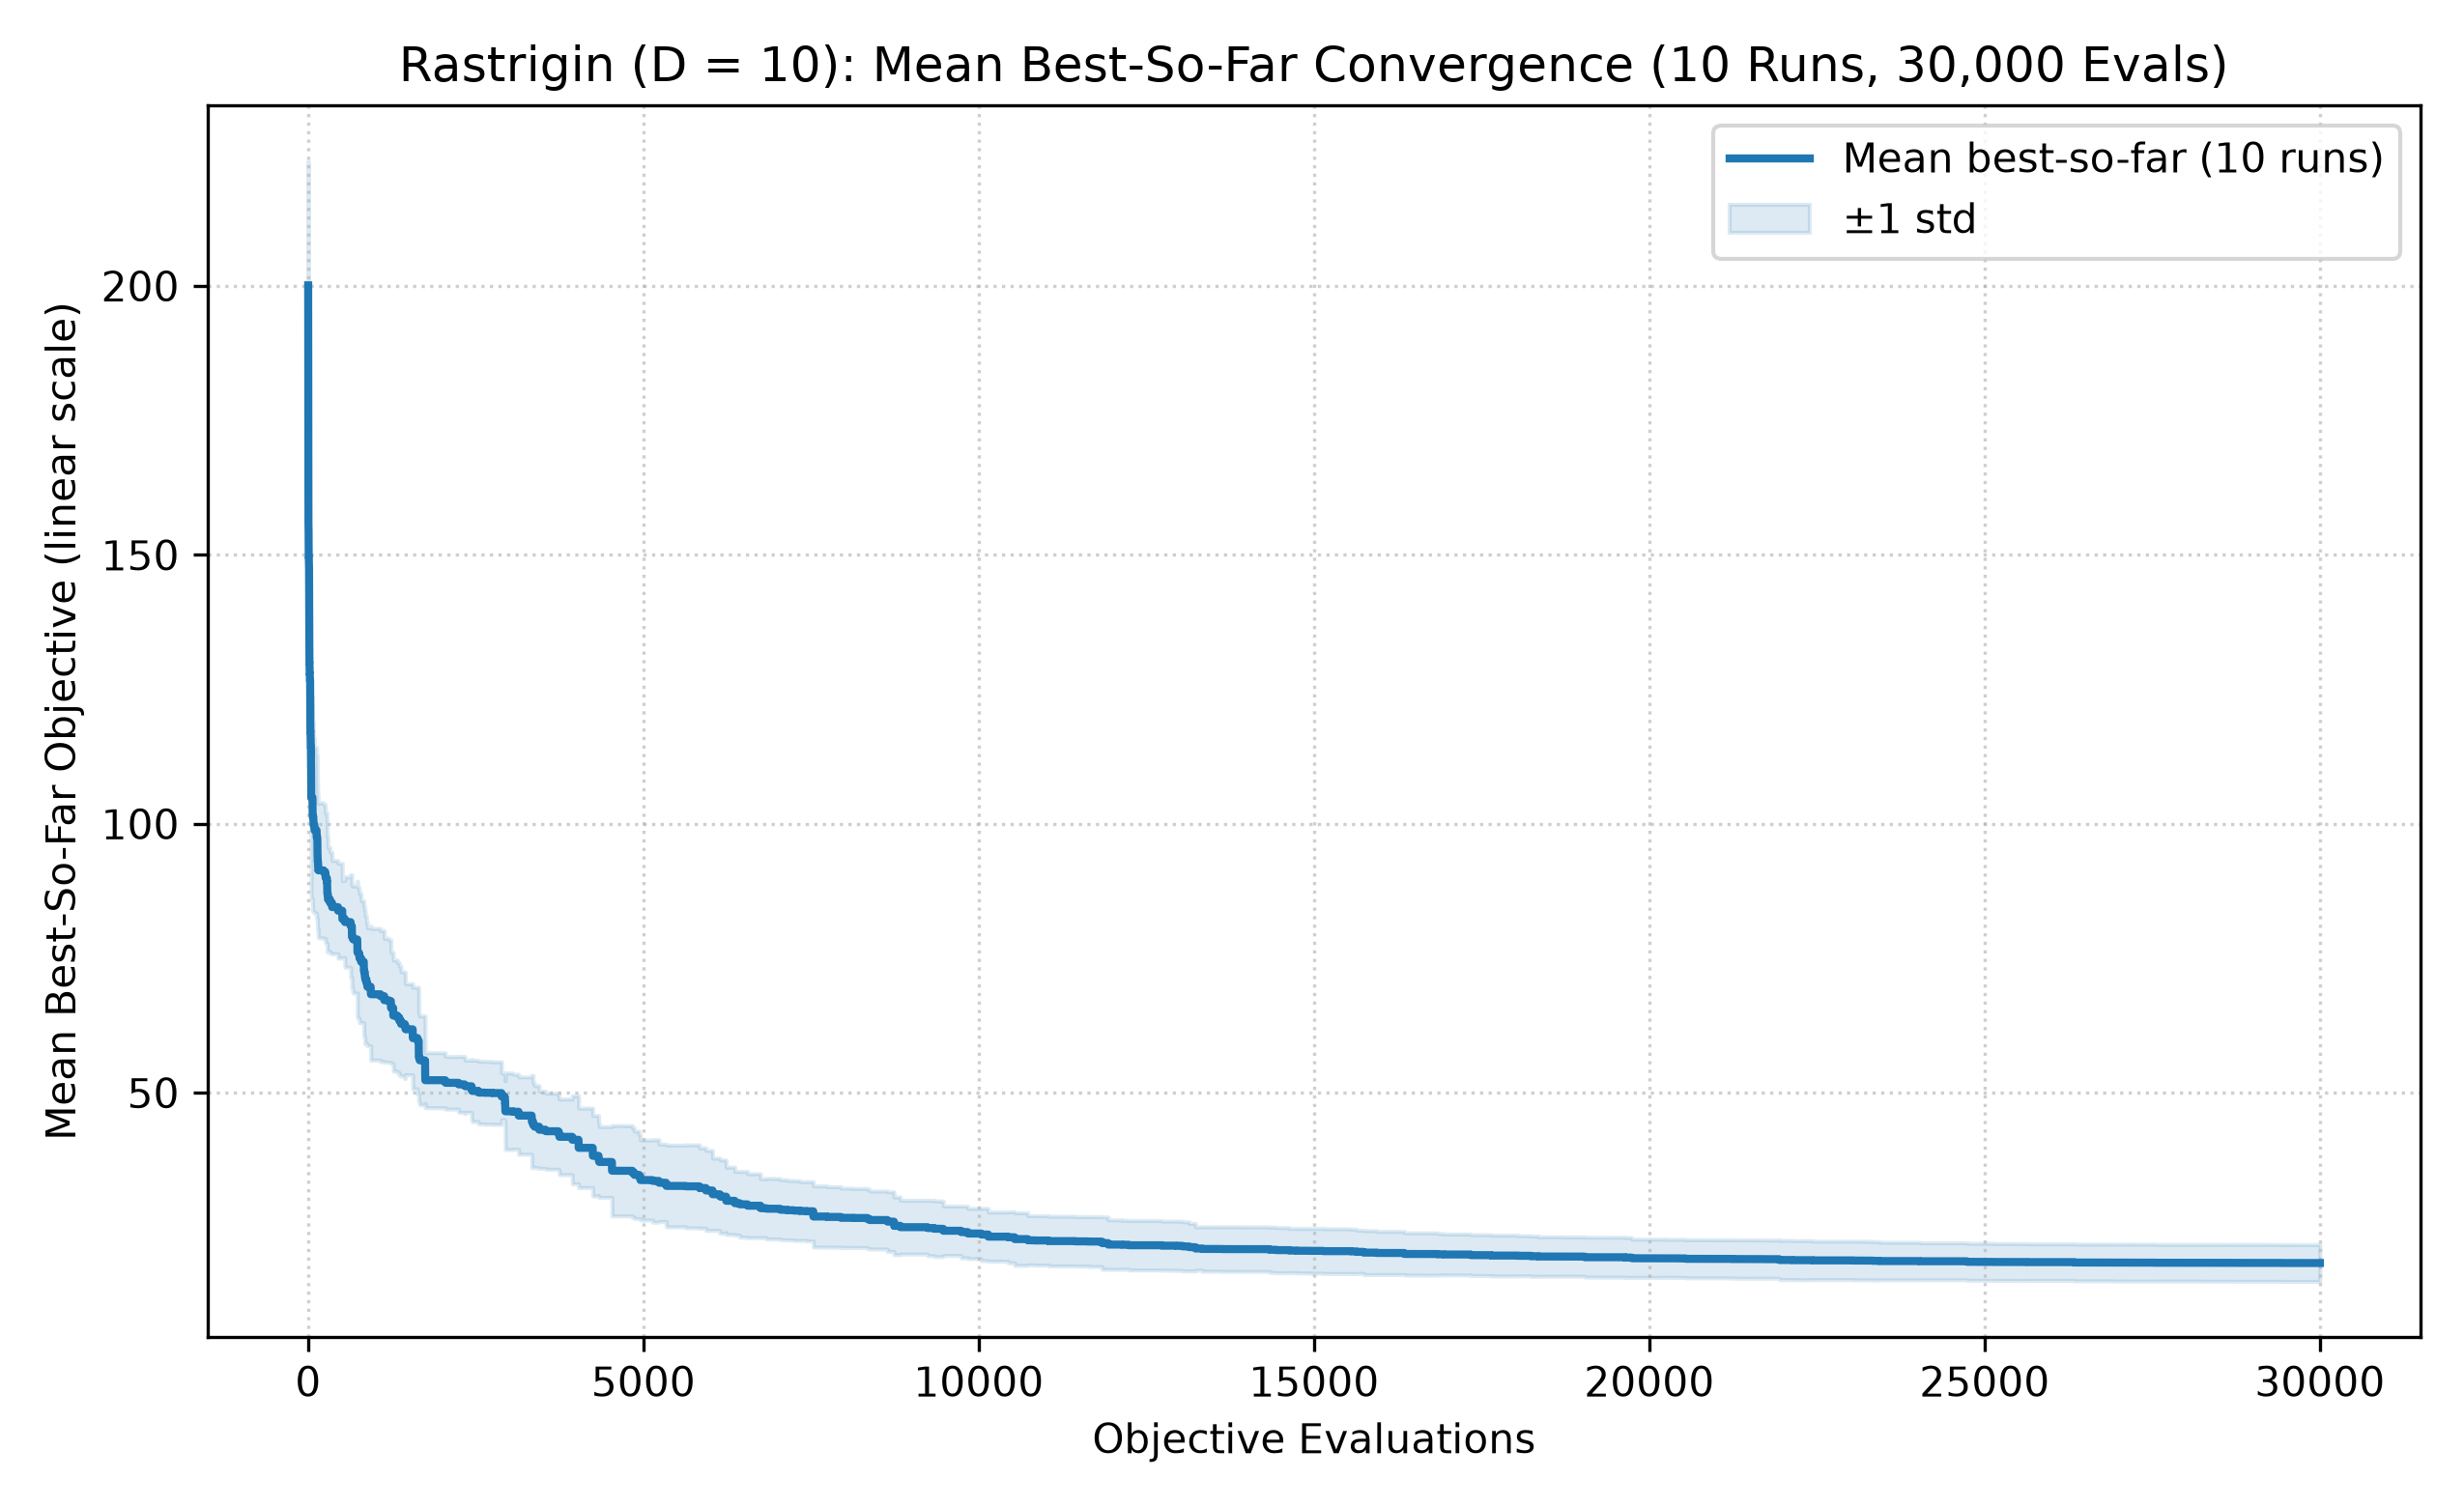 Rastrigin (D = 10): Mean Best-So-Far Convergence (10 Runs, 30,000 Evals)
Mean best-so-far (10 runs)
±1 std
Mean Best-So-Far Objective (linear scale)
200
150
100
50
0 5000 10000 15000 20000 25000 30000
Objective Evaluations